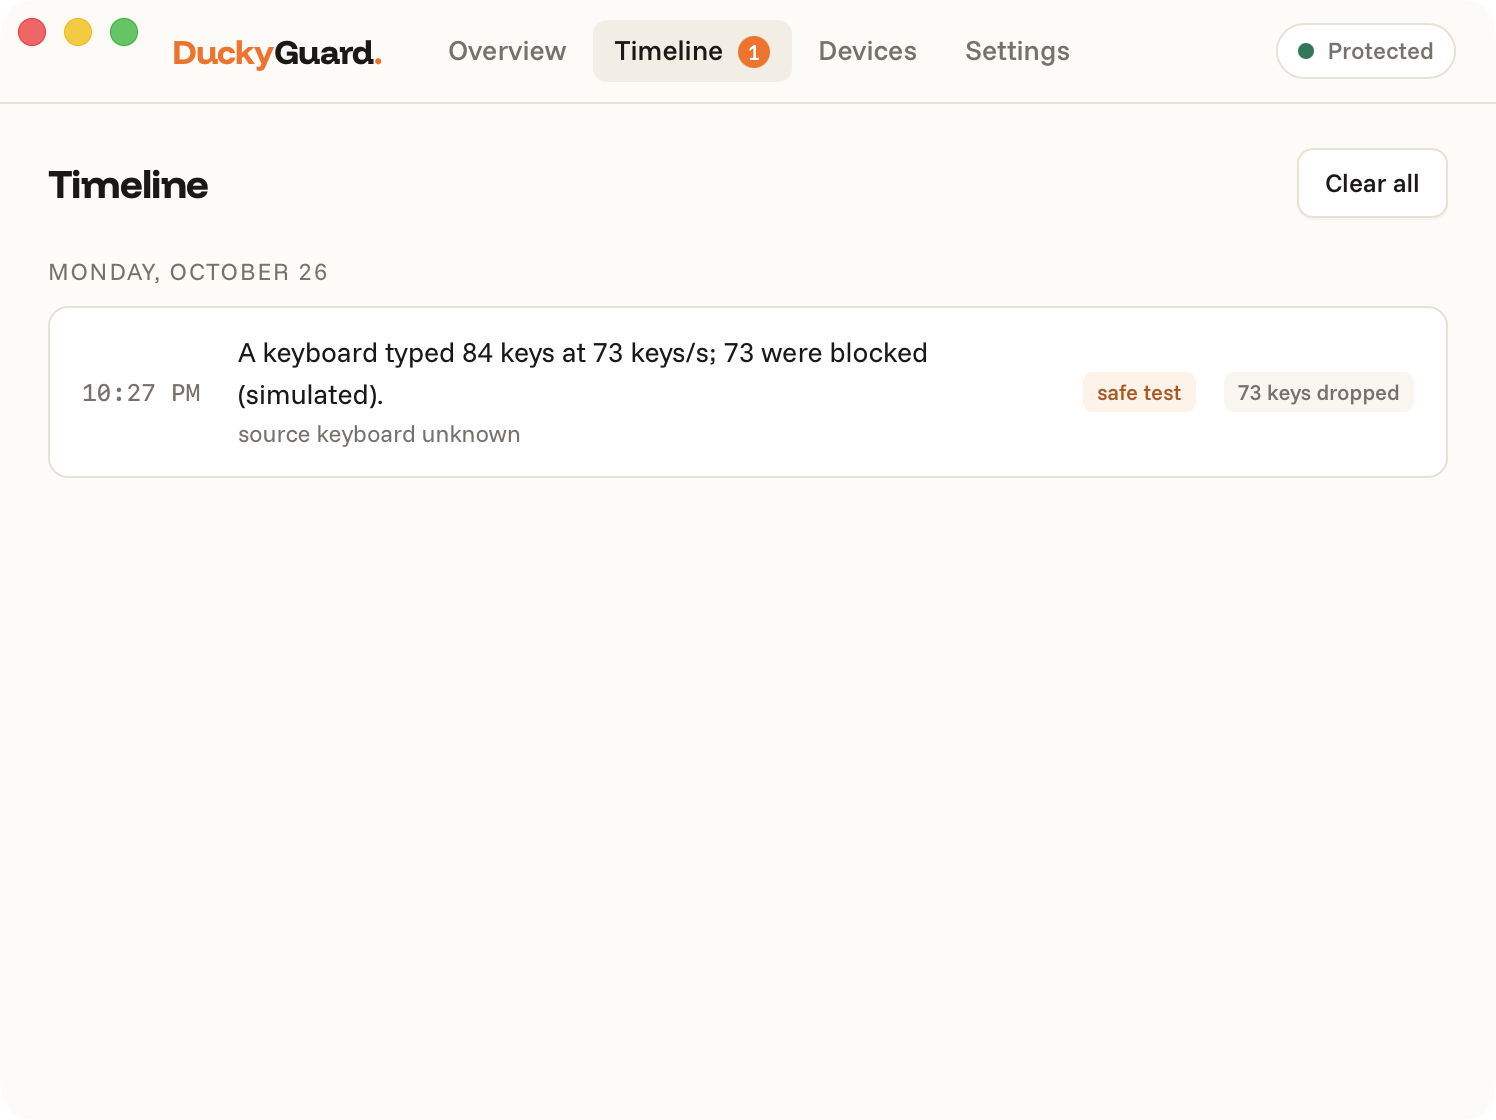 DuckyGuard.
Overview
Timeline 1
Devices
Settings
Protected
Timeline
Clear all
MONDAY, OCTOBER 26
10:27 PM
A keyboard typed 84 keys at 73 keys/s; 73 were blocked
(simulated).
source keyboard unknown
safe test
73 keys dropped